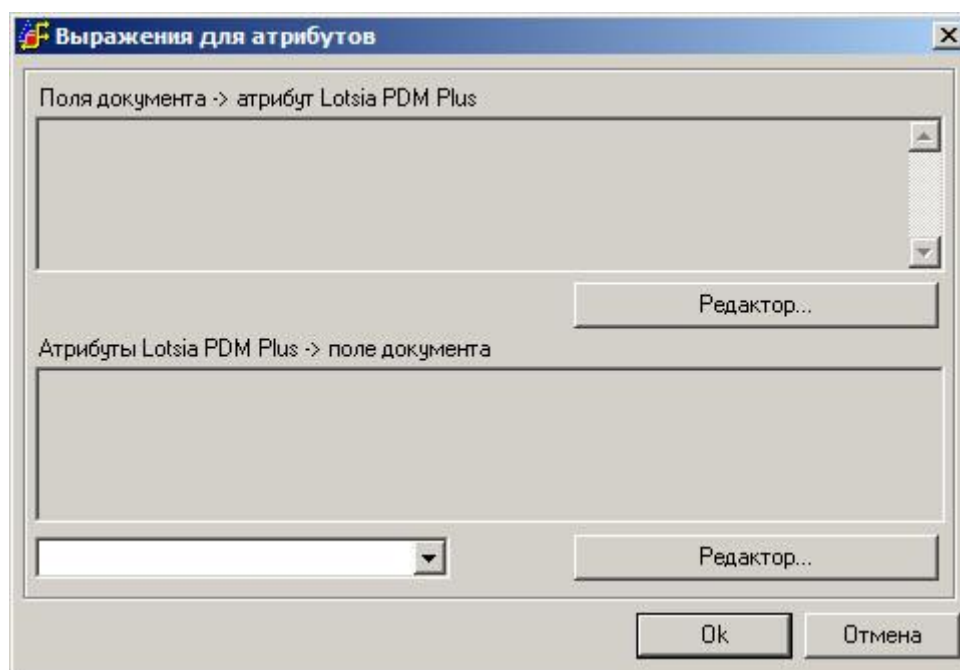 Выражения для атрибутов
Поля документа -> атрибут Lotsia PDM Plus
Редактор...
Атрибуты Lotsia PDM Plus -> поле документа
Редактор...
Ok
Отмена